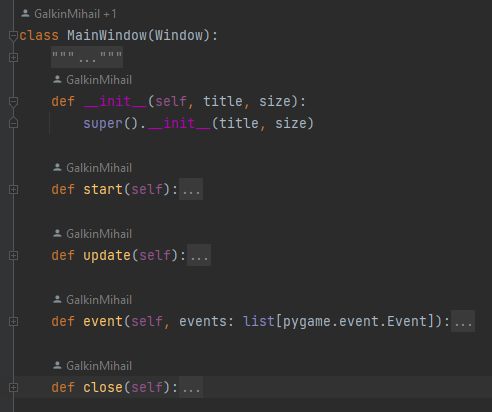 GalkinMihail +1
class MainWindow(Window):
"""..."""
GalkinMihail
def __init__(self, title, size):
super().__init__(title, size)
GalkinMihail
def start(self):...
GalkinMihail
def update(self):...
GalkinMihail
def event(self, events: list[pygame.event.Event]):...
GalkinMihail
def close(self):...